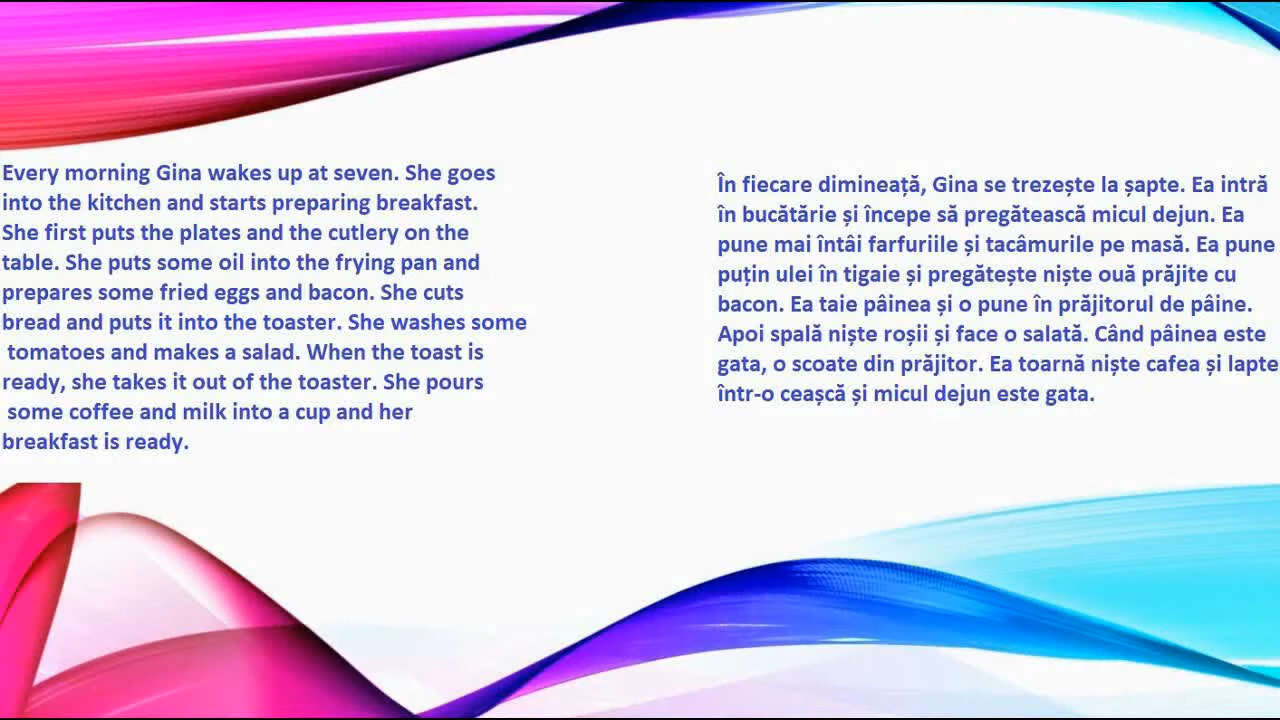 Every morning Gina wakes up at seven. She goes
into the kitchen and starts preparing breakfast.
She first puts the plates and the cutlery on the
table. She puts some oil into the frying pan and
prepares some fried eggs and bacon. She cuts
bread and puts it into the toaster. She washes some
tomatoes and makes a salad. When the toast is
ready, she takes it out of the toaster. She pours
some coffee and milk into a cup and her
breakfast is ready.
În fiecare dimineață, Gina se trezește la șapte. Ea intră
în bucătărie și începe să pregătească micul dejun. Ea
pune mai întâi farfuriile și tacâmurile pe masă. Ea pune
puțin ulei în tigaie și pregătește niște ouă prăjite cu
bacon. Ea taie pâinea și o pune în prăjitorul de pâine.
Apoi spală niște roșii și face o salată. Când pâinea este
gata, o scoate din prăjitor. Ea toarnă niște cafea și lapte
într-o ceașcă și micul dejun este gata.